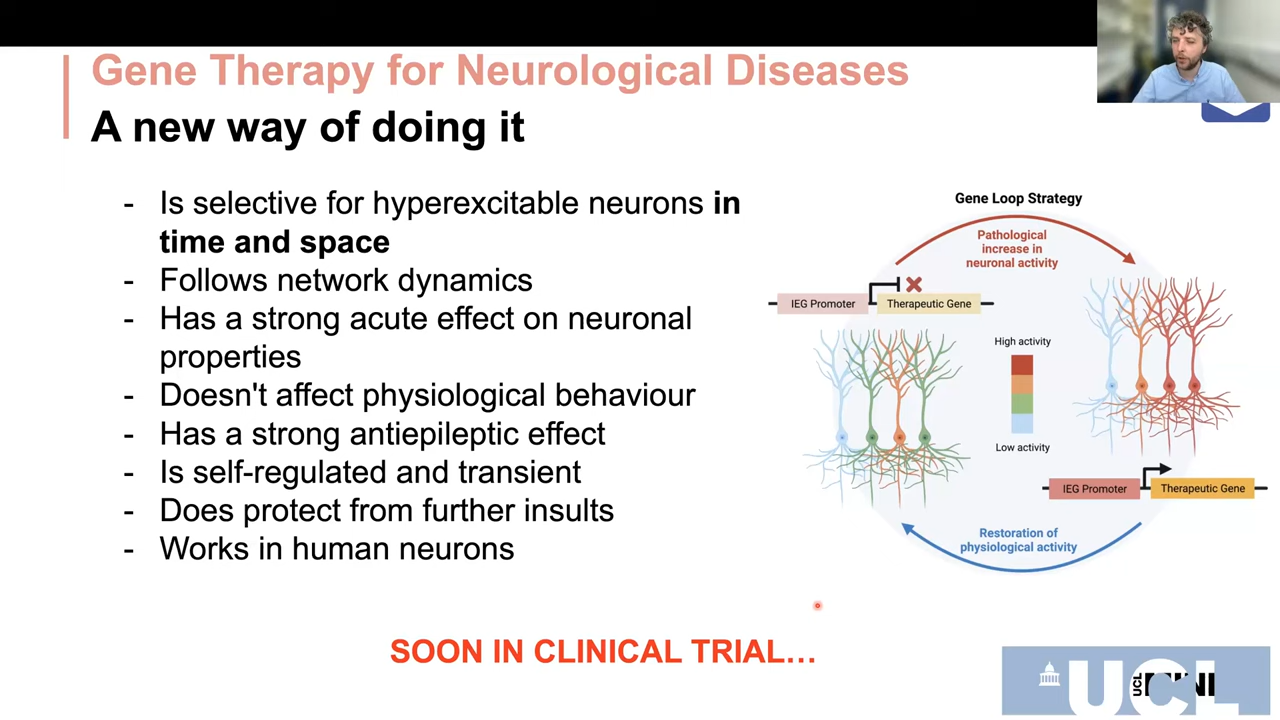 Gene Therapy for Neurological Diseases
A new way of doing it
- Is selective for hyperexcitable neurons in
time and space
- Follows network dynamics
- Has a strong acute effect on neuronal
properties
- Doesn't affect physiological behaviour
- Has a strong antiepileptic effect
- Is self-regulated and transient
- Does protect from further insults
- Works in human neurons
SOON IN CLINICAL TRIAL…
Gene Loop Strategy
Pathological
increase in
neuronal activity
IEG Promoter
Therapeutic Gene
High activity
Low activity
IEG Promoter
Therapeutic Gene
Restoration of
physiological activity
UCL
UCL